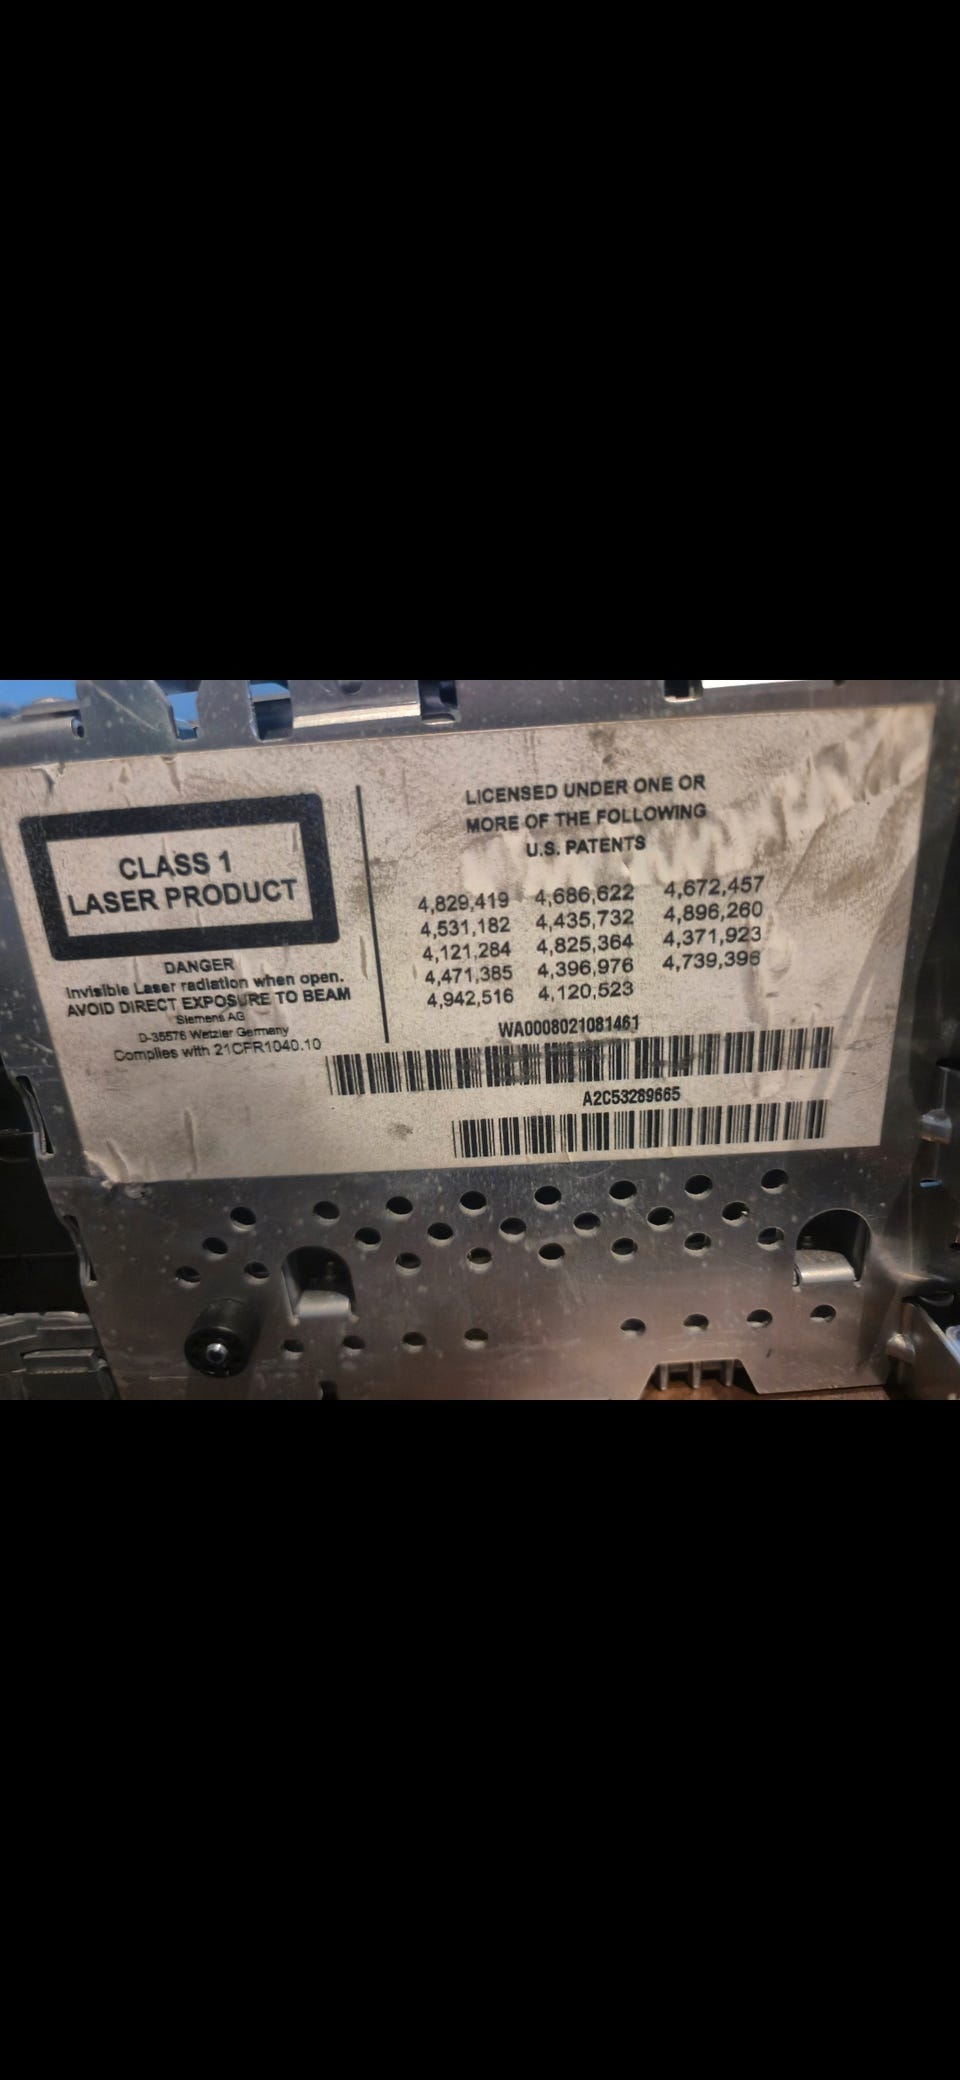 CLASS 1
LASER PRODUCT
DANGER
Invisible Laser radiation when open.
AVOID DIRECT EXPOSURE TO BEAM
Siemens AG
D-35576 Wetzlar Germany
Complies with 21CFR1040.10
LICENSED UNDER ONE OR
MORE OF THE FOLLOWING
U.S. PATENTS
4,829,419 4,686,622 4,672,457
4,531,182 4,435,732 4,896,260
4,121,284 4,825,364 4,371,923
4,471,385 4,396,976 4,739,396
4,942,516 4,120,523
WA0008021081461
A2C53289665